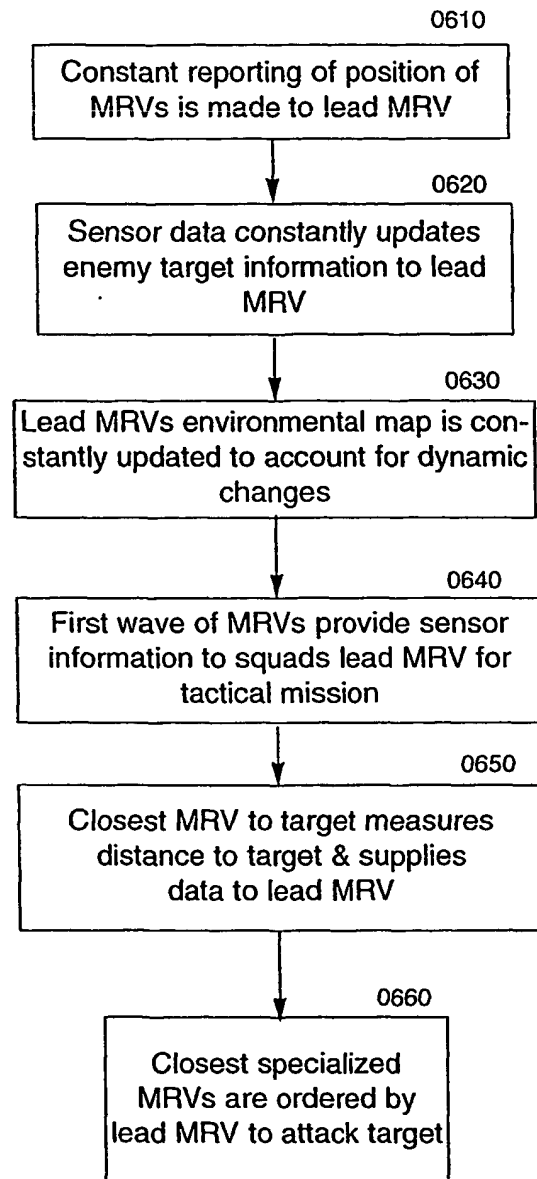 0610
Constant reporting of position of
MRVs is made to lead MRV
0620
Sensor data constantly updates
enemy target information to lead
MRV
0630
Lead MRVs environmental map is con-
stantly updated to account for dynamic
changes
0640
First wave of MRVs provide sensor
information to squads lead MRV for
tactical mission
0650
Closest MRV to target measures
distance to target & supplies
data to lead MRV
0660
Closest specialized
MRVs are ordered by
lead MRV to attack target